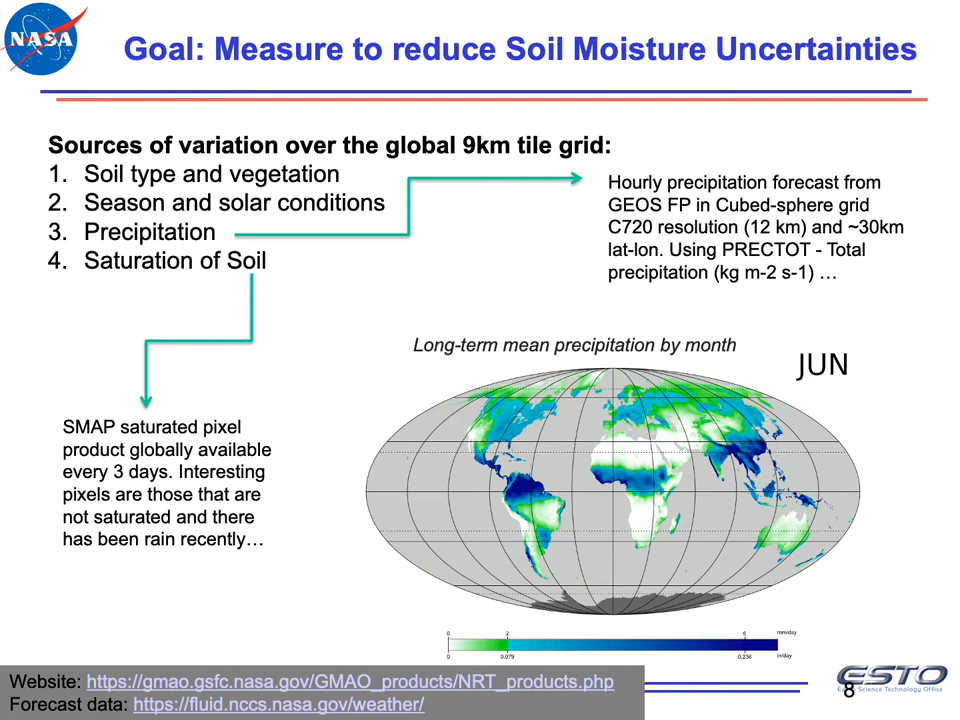 NASA
Goal: Measure to reduce Soil Moisture Uncertainties
Sources of variation over the global 9km tile grid:
1. Soil type and vegetation
2. Season and solar conditions
3. Precipitation
4. Saturation of Soil
Hourly precipitation forecast from
GEOS FP in Cubed-sphere grid
C720 resolution (12 km) and ~30km
lat-lon. Using PRECTOT - Total
precipitation (kg m-2 s-1) …
Long-term mean precipitation by month
JUN
SMAP saturated pixel
product globally available
every 3 days. Interesting
pixels are those that are
not saturated and there
has been rain recently…
0 2 6 mm/day
0 0.079 0.236 in/day
Website: https://gmao.gsfc.nasa.gov/GMAO_products/NRT_products.php
Forecast data: https://fluid.nccs.nasa.gov/weather/
ESTO
Earth Science Technology Office
8